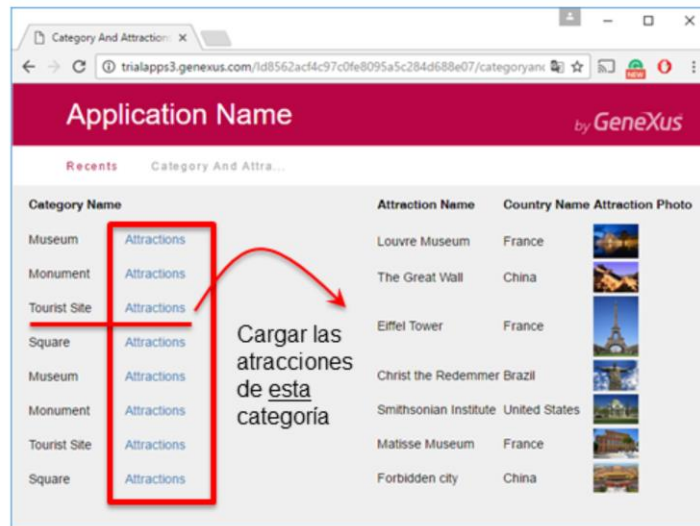 Category And Attractions
trialapps3.genexus.com/Id8562acf4c97c0fe8095a5c284d688e07/categoryan
NEW
Application Name
by GeneXus
Recents Category And Attra...
Category Name
Attraction Name Country Name Attraction Photo
Museum Attractions
Louvre Museum France
Monument Attractions
The Great Wall China
Tourist Site Attractions
Eiffel Tower France
Square Attractions
Cargar las
atracciones
de esta
categoría
Museum Attractions
Christ the Redemmer Brazil
Monument Attractions
Smithsonian Institute United States
Tourist Site Attractions
Matisse Museum France
Square Attractions
Forbidden city China